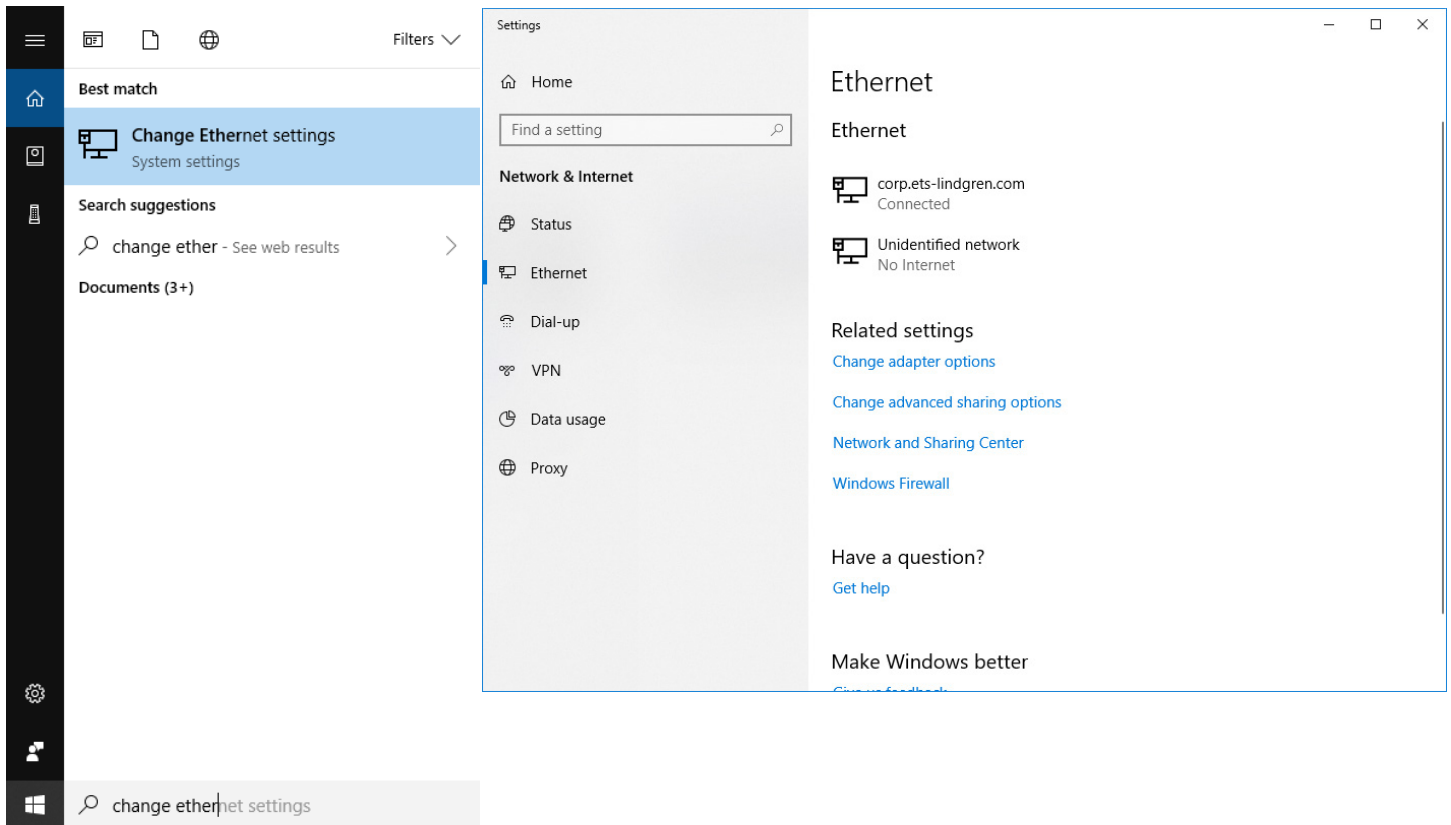 Filters
Best match
Change Ethernet settings
System settings
Search suggestions
change ether - See web results
Documents (3+)
change ethernet settings
Settings
Home
Find a setting
Network & Internet
Status
Ethernet
Dial-up
VPN
Data usage
Proxy
Ethernet
Ethernet
corp.ets-lindgren.com
Connected
Unidentified network
No Internet
Related settings
Change adapter options
Change advanced sharing options
Network and Sharing Center
Windows Firewall
Have a question?
Get help
Make Windows better
Give us feedback